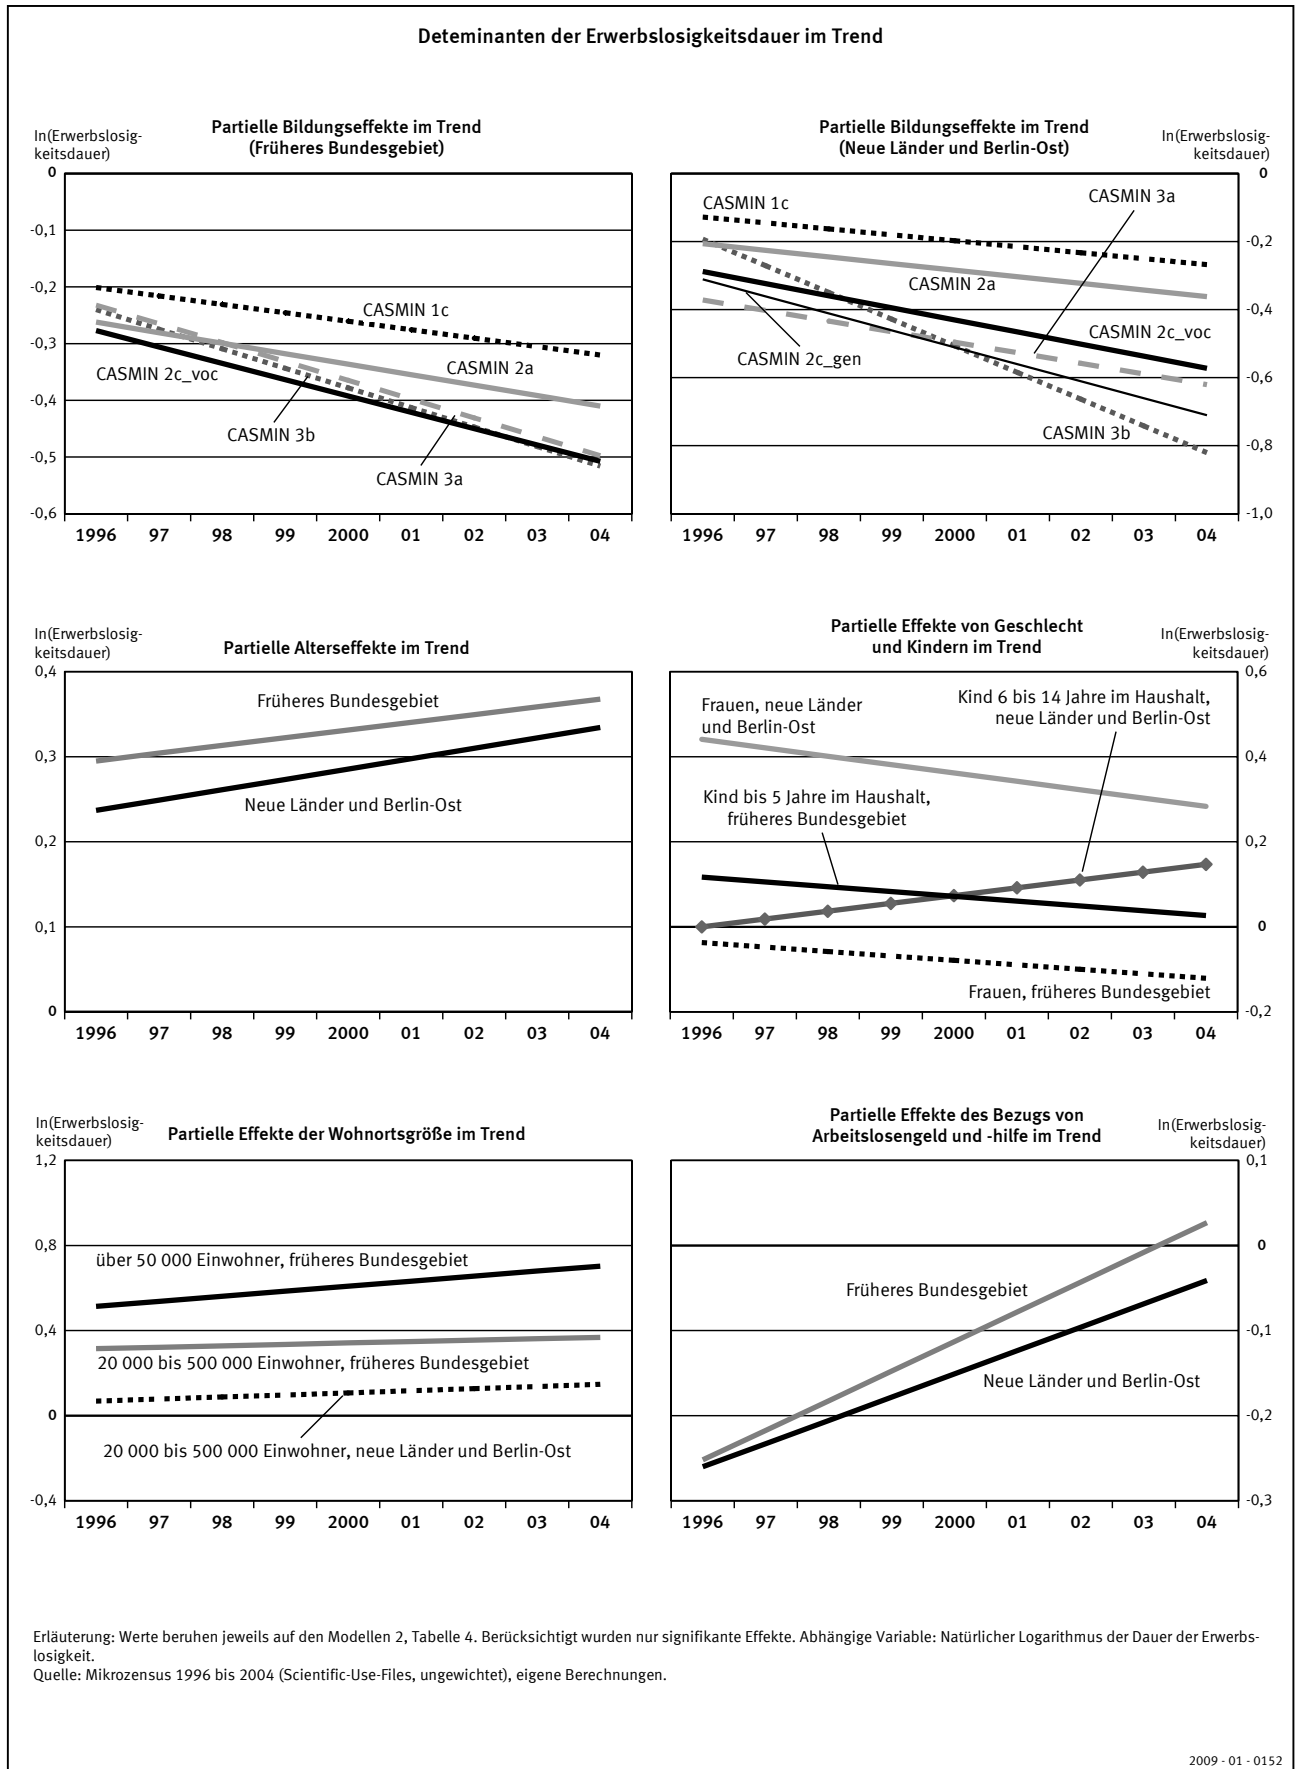 Deteminanten der Erwerbslosigkeitsdauer im Trend
ln(Erwerbslosig-
keitsdauer)
Partielle Bildungseffekte im Trend
(Früheres Bundesgebiet)
0
-0,1
-0,2
-0,3
-0,4
-0,5
-0,6
CASMIN 1c
CASMIN 2a
CASMIN 2c_voc
CASMIN 3b
CASMIN 3a
1996 97 98 99 2000 01 02 03 04
Partielle Bildungseffekte im Trend
(Neue Länder und Berlin-Ost)
ln(Erwerbslosig-
keitsdauer)
0
-0,2
-0,4
-0,6
-0,8
-1,0
CASMIN 1c
CASMIN 3a
CASMIN 2a
CASMIN 2c_voc
CASMIN 2c_gen
CASMIN 3b
1996 97 98 99 2000 01 02 03 04
ln(Erwerbslosig-
keitsdauer)
Partielle Alterseffekte im Trend
0,4
0,3
0,2
0,1
0
Früheres Bundesgebiet
Neue Länder und Berlin-Ost
1996 97 98 99 2000 01 02 03 04
Partielle Effekte von Geschlecht
und Kindern im Trend
ln(Erwerbslosig-
keitsdauer)
0,6
0,4
0,2
0
-0,2
Frauen, neue Länder
und Berlin-Ost
Kind 6 bis 14 Jahre im Haushalt,
neue Länder und Berlin-Ost
Kind bis 5 Jahre im Haushalt,
früheres Bundesgebiet
Frauen, früheres Bundesgebiet
1996 97 98 99 2000 01 02 03 04
ln(Erwerbslosig-
keitsdauer)
Partielle Effekte der Wohnortsgröße im Trend
1,2
0,8
0,4
0
-0,4
über 50 000 Einwohner, früheres Bundesgebiet
20 000 bis 500 000 Einwohner, früheres Bundesgebiet
20 000 bis 500 000 Einwohner, neue Länder und Berlin-Ost
1996 97 98 99 2000 01 02 03 04
Partielle Effekte des Bezugs von
Arbeitslosengeld und -hilfe im Trend
ln(Erwerbslosig-
keitsdauer)
0,1
0
-0,1
-0,2
-0,3
Früheres Bundesgebiet
Neue Länder und Berlin-Ost
1996 97 98 99 2000 01 02 03 04
Erläuterung: Werte beruhen jeweils auf den Modellen 2, Tabelle 4. Berücksichtigt wurden nur signifikante Effekte. Abhängige Variable: Natürlicher Logarithmus der Dauer der Erwerbs-
losigkeit.
Quelle: Mikrozensus 1996 bis 2004 (Scientific-Use-Files, ungewichtet), eigene Berechnungen.
2009 - 01 - 0152